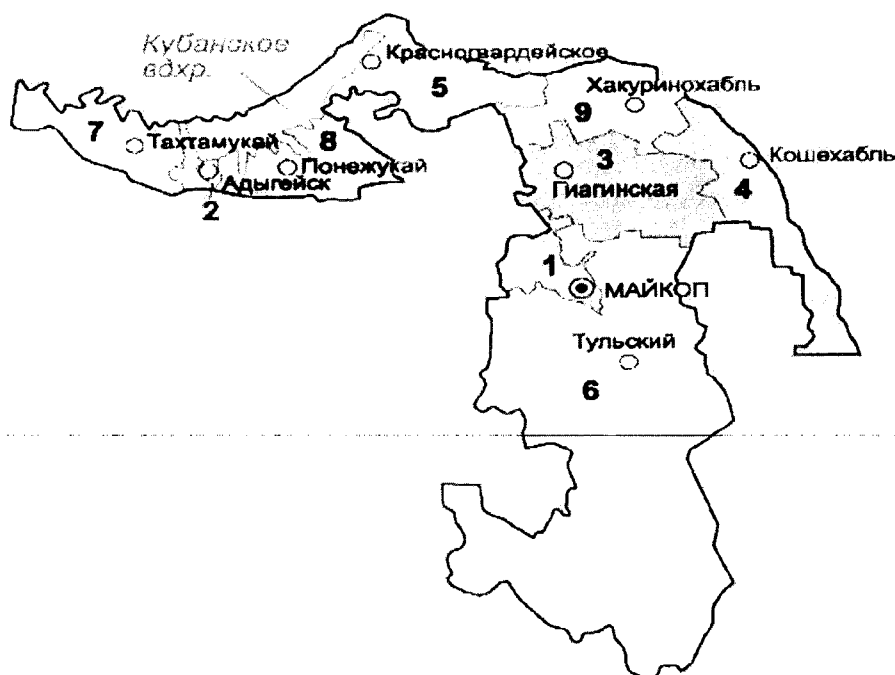 Кубанское
вдхр.
Красногвардейское
5
Хакуринохабль
9
7
Тахтамукай
8
3
Кошехабль
Понежукай
Гиагинская
4
Адыгейск
2
1
МАЙКОП
Тульский
6